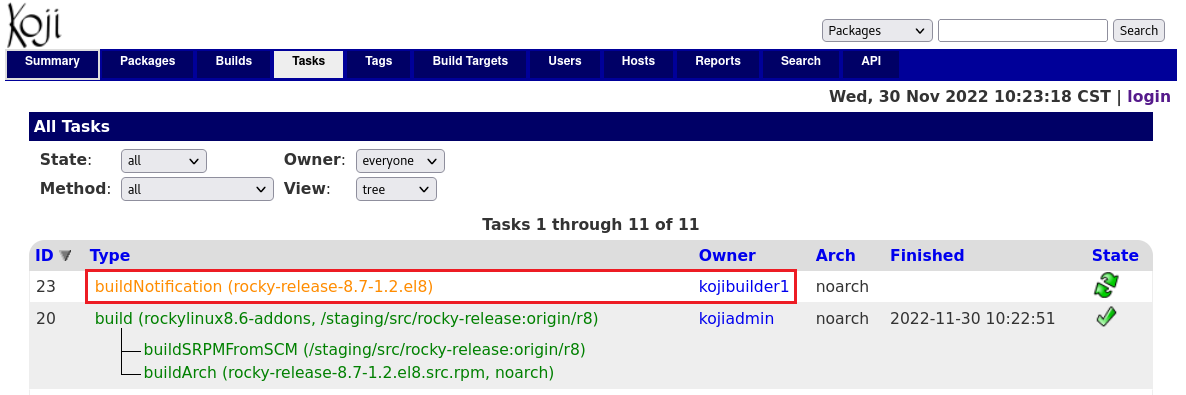 Koji
Packages Search
Summary Packages Builds Tasks Tags Build Targets Users Hosts Reports Search API
Wed, 30 Nov 2022 10:23:18 CST | login
All Tasks
State: all Owner: everyone
Method: all View: tree
Tasks 1 through 11 of 11
ID Type Owner Arch Finished State
23 buildNotification (rocky-release-8.7-1.2.el8) kojibuilder1 noarch
20 build (rockylinux8.6-addons, /staging/src/rocky-release:origin/r8) kojiadmin noarch 2022-11-30 10:22:51
buildSRPMFromSCM (/staging/src/rocky-release:origin/r8)
buildArch (rocky-release-8.7-1.2.el8.src.rpm, noarch)